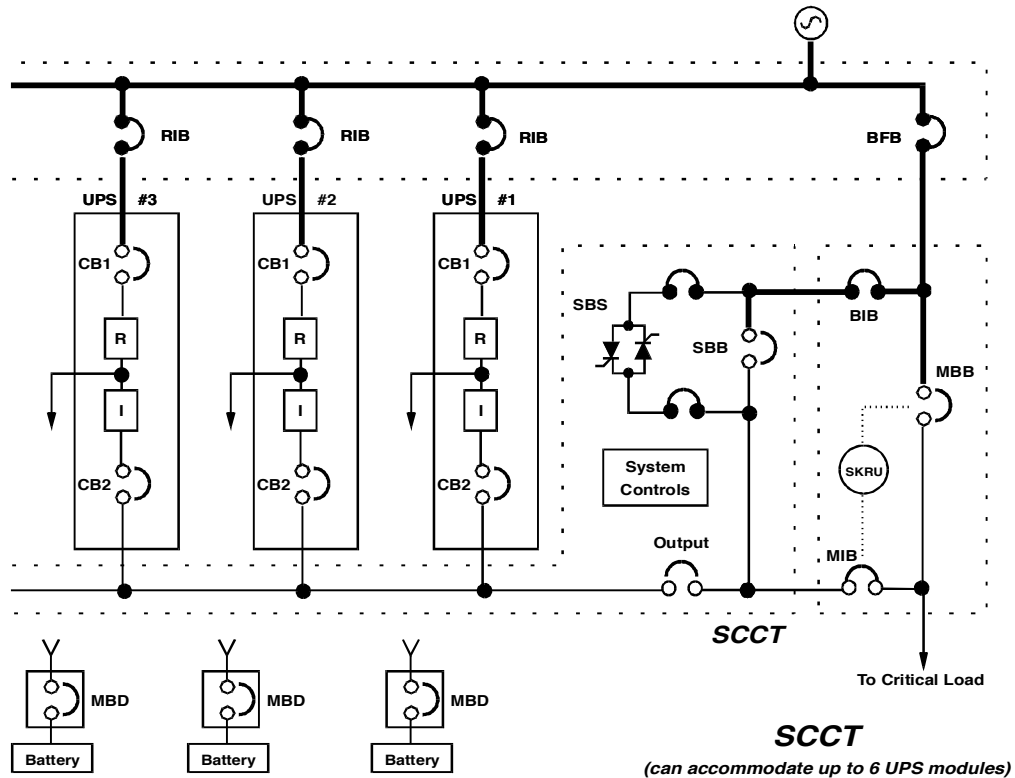 RIB
RIB
RIB
BFB
UPS #3
UPS #2
UPS #1
CB1
CB1
CB1
SBS
SBB
BIB
R
R
R
MBB
I
I
I
System
Controls
SKRU
CB2
CB2
CB2
Output
MIB
SCCT
To Critical Load
MBD
MBD
MBD
Battery
Battery
Battery
SCCT
(can accommodate up to 6 UPS modules)